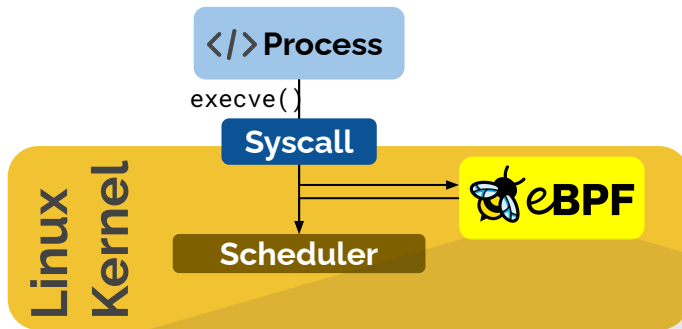 </> Process
execve()
Syscall
eBPF
Scheduler
Linux
Kernel